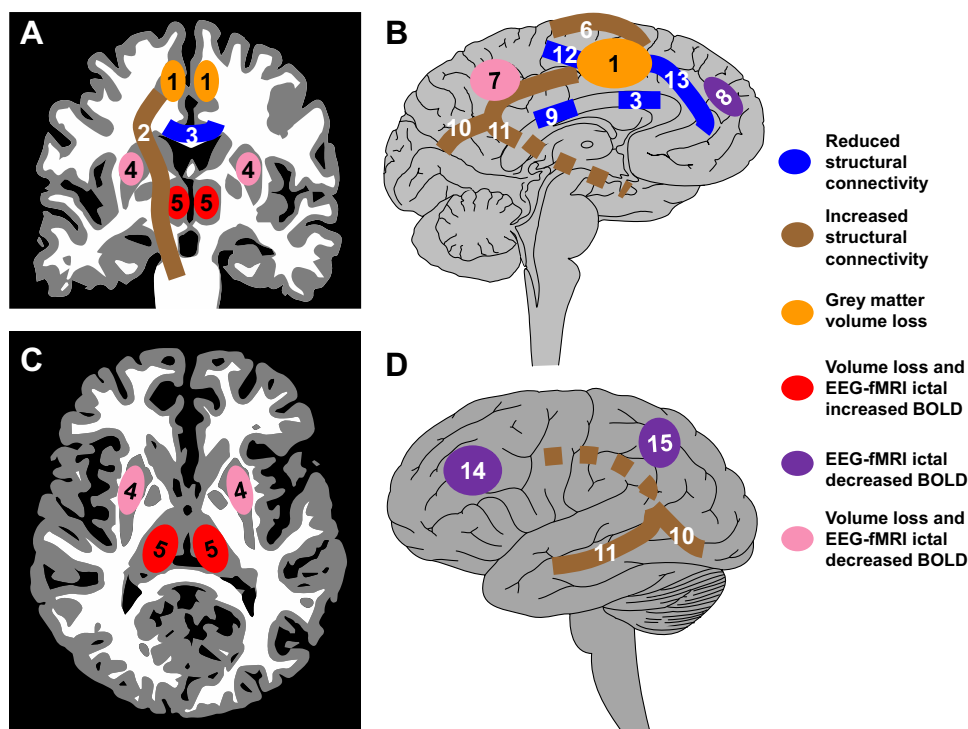 A
1 1
2 3
4 4
5 5
B
6
12 1
7 13 8
9 3
10 11
C
4 4
5 5
D
14 15
11 10
Reduced
structural
connectivity
Increased
structural
connectivity
Grey matter
volume loss
Volume loss and
EEG-fMRI ictal
increased BOLD
EEG-fMRI ictal
decreased BOLD
Volume loss and
EEG-fMRI ictal
decreased BOLD